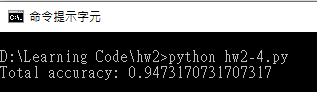 命令提示字元
D:\Learning Code\hw2>python hw2-4.py
Total accuracy: 0.9473170731707317